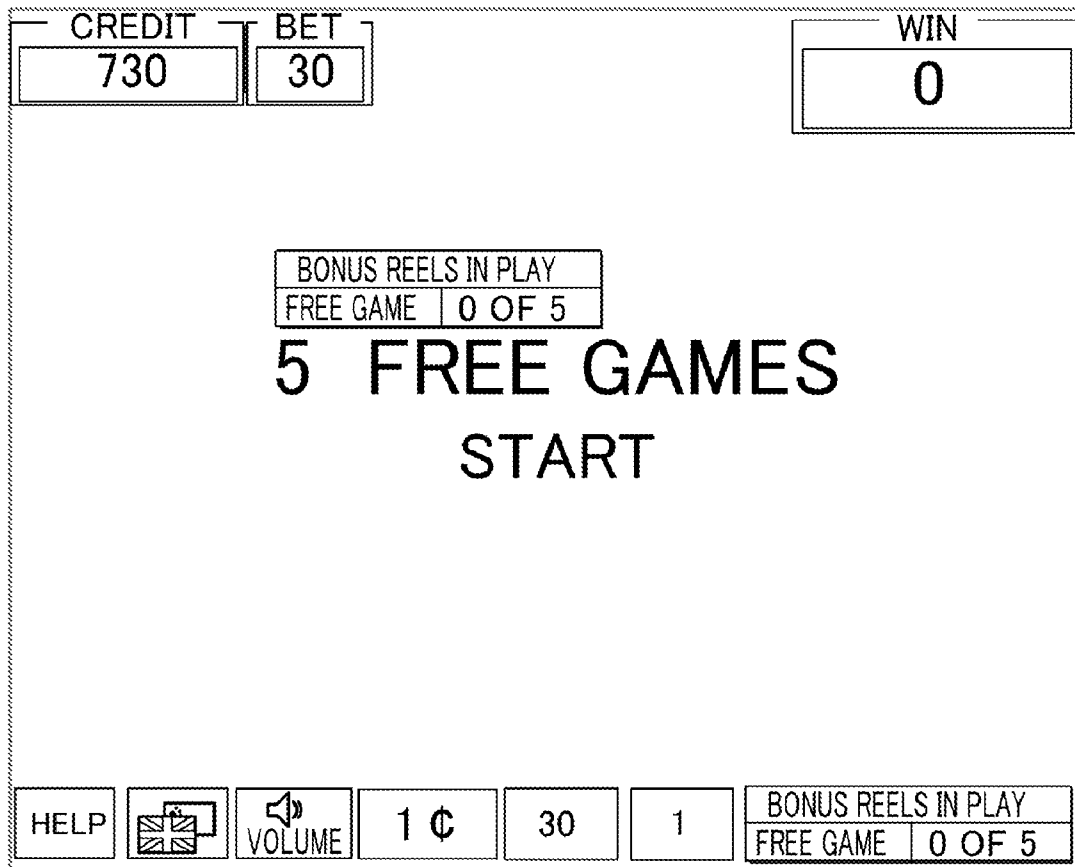 CREDIT
730
BET
30
WIN
0
BONUS REELS IN PLAY
FREE GAME 0 OF 5
5 FREE GAMES
START
HELP
VOLUME
1 ¢
30
1
BONUS REELS IN PLAY
FREE GAME 0 OF 5